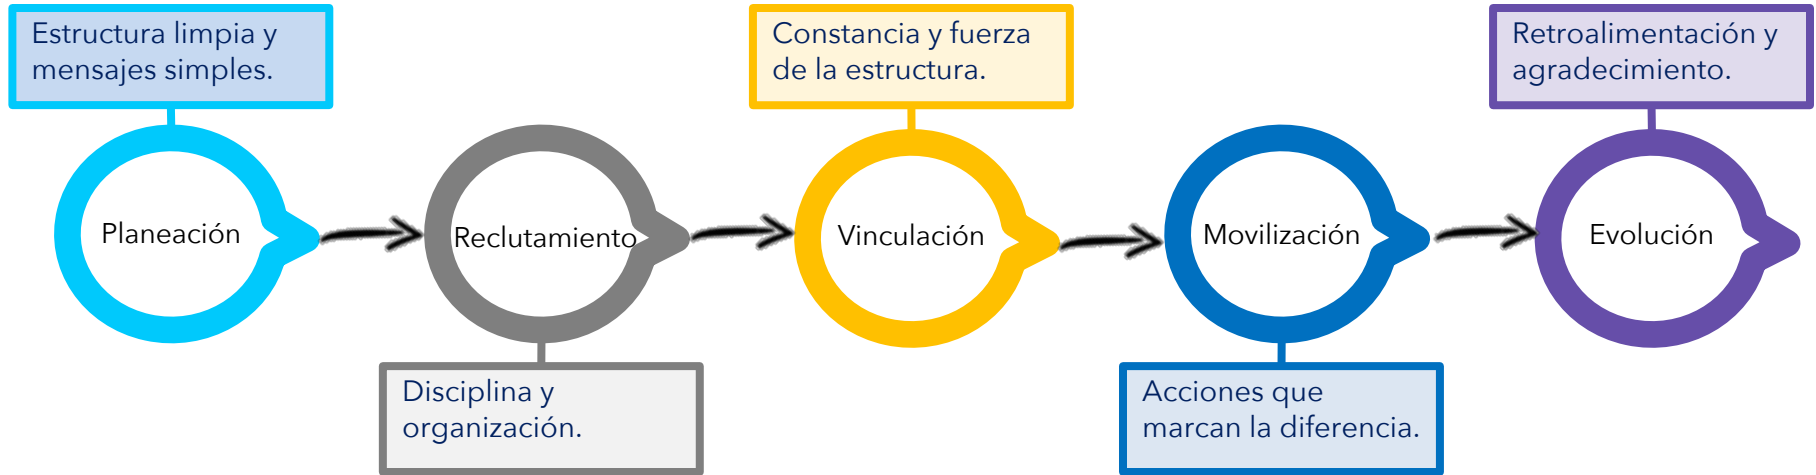 Estructura limpia y
mensajes simples.
Constancia y fuerza
de la estructura.
Retroalimentación y
agradecimiento.
Planeación
Reclutamiento
Vinculación
Movilización
Evolución
Disciplina y
organización.
Acciones que
marcan la diferencia.